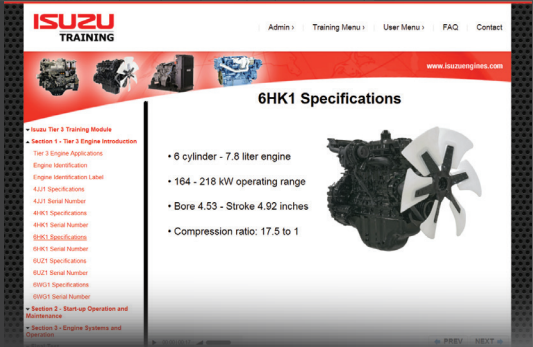 ISUZU
TRAINING
Admin ›
Training Menu ›
User Menu ›
FAQ
Contact
www.isuzuengines.com
Isuzu Tier 3 Training Module
Section 1 - Tier 3 Engine Introduction
Tier 3 Engine Applications
Engine Identification
Engine Identification Label
4JJ1 Specifications
4JJ1 Serial Number
4HK1 Specifications
4HK1 Serial Number
6HK1 Specifications
6HK1 Serial Number
6UZ1 Specifications
6UZ1 Serial Number
6WG1 Specifications
6WG1 Serial Number
Section 2 - Start-up Operation and
Maintenance
Section 3 - Engine Systems and
Operation
6HK1 Specifications
• 6 cylinder - 7.8 liter engine
• 164 - 218 kW operating range
• Bore 4.53 - Stroke 4.92 inches
• Compression ratio: 17.5 to 1
PREV
NEXT